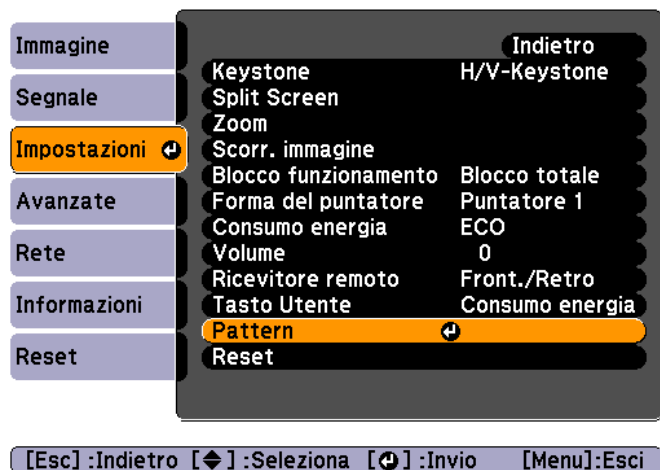 Immagine
Segnale
Impostazioni
Avanzate
Rete
Informazioni
Reset
Indietro
Keystone H/V-Keystone
Split Screen
Zoom
Scorr. immagine
Blocco funzionamento Blocco totale
Forma del puntatore Puntatore 1
Consumo energia ECO
Volume 0
Ricevitore remoto Front./Retro
Tasto Utente Consumo energia
Pattern
Reset
[Esc] :Indietro [◆] :Seleziona [⏎] :Invio [Menu]:Esci